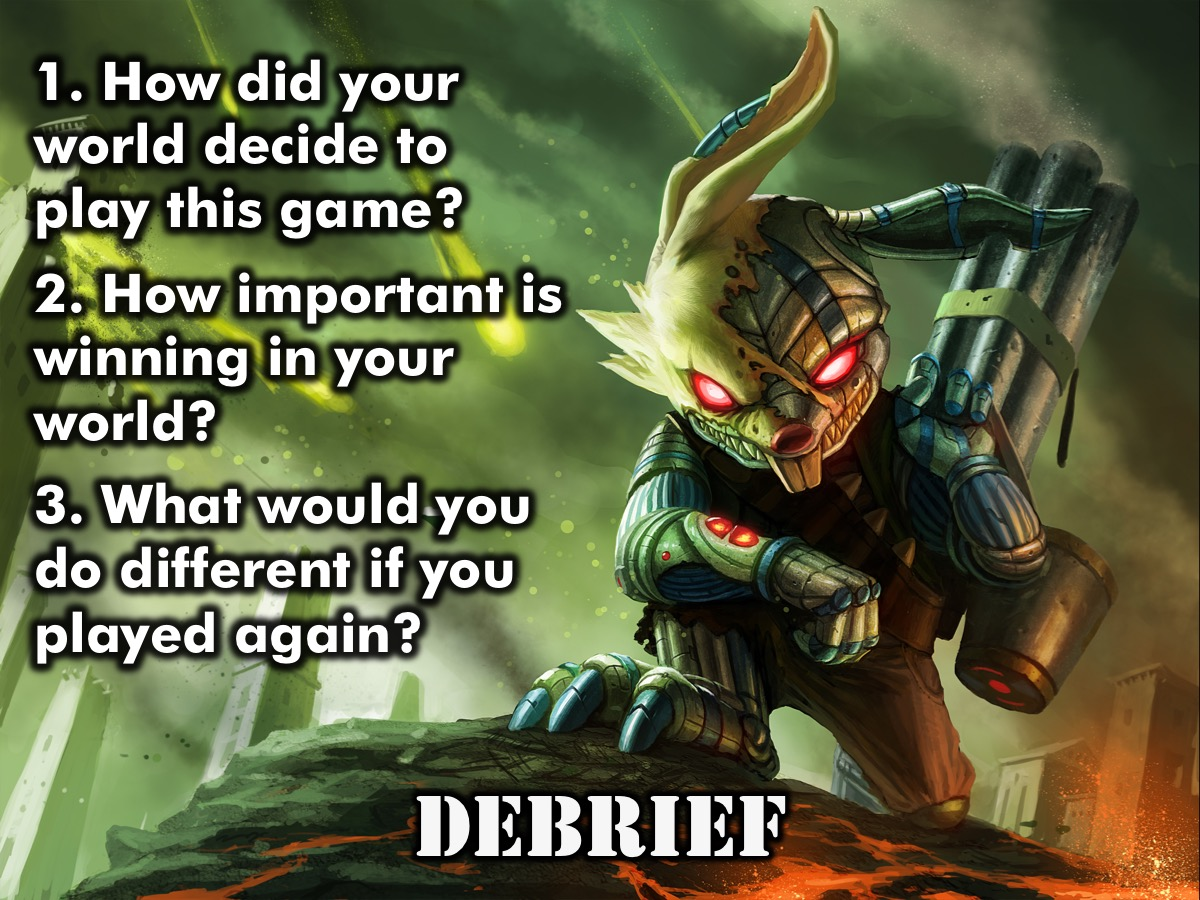 1. How did your
world decide to
play this game?
2. How important is
winning in your
world?
3. What would you
do different if you
played again?
DEBRIEF